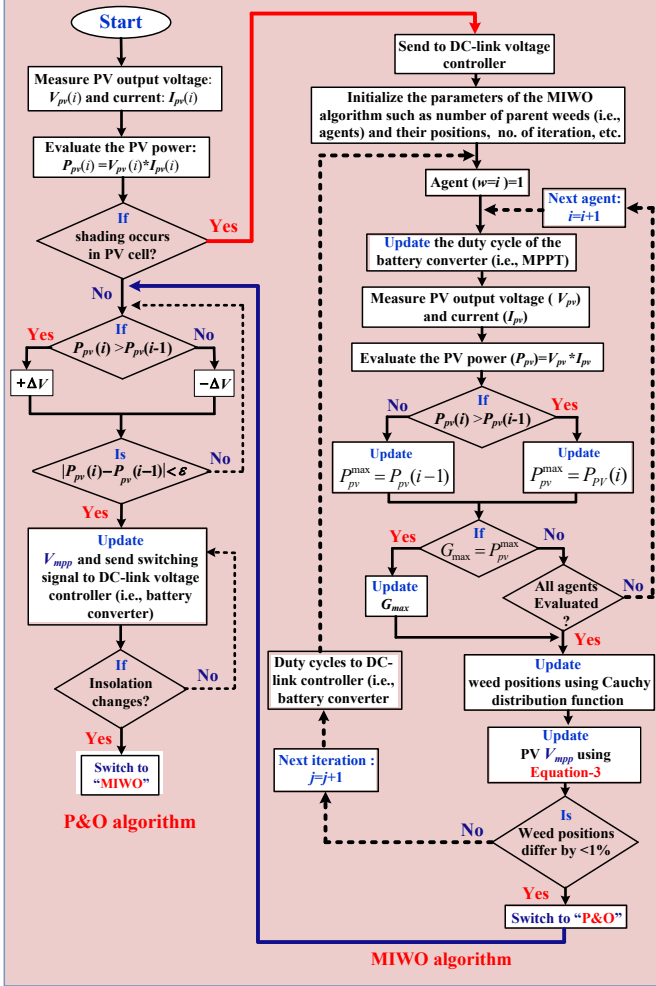 Start
Measure PV output voltage:
V_pv(i) and current: I_pv(i)
Evaluate the PV power:
P_pv(i) =V_pv(i)*I_pv(i)
If
shading occurs
in PV cell?
Yes
No
If
P_pv(i) >P_pv(i-1)
Yes
No
+ΔV
−ΔV
Is
|P_pv(i)−P_pv(i−1)|< ε
No
Yes
Update
V_mpp and send switching
signal to DC-link voltage
controller (i.e., battery
converter)
If
Insolation
changes?
No
Yes
Switch to
“MIWO”
P&O algorithm
Send to DC-link voltage
controller
Initialize the parameters of the MIWO
algorithm such as number of parent weeds (i.e.,
agents) and their positions, no. of iteration, etc.
Agent (w=i )=1
Next agent:
i=i+1
Update the duty cycle of the
battery converter (i.e., MPPT)
Measure PV output voltage ( V_pv)
and current (I_pv)
Evaluate the PV power (P_pv)=V_pv*I_pv
If
P_pv(i) >P_pv(i-1)
No
Yes
Update
P_pv^max = P_pv(i−1)
Update
P_pv^max = P_PV(i)
If
G_max = P_pv^max
Yes
No
Update
G_max
All agents
Evaluated
?
No
Yes
Duty cycles to DC-
link controller (i.e.,
battery converter
Update
weed positions using Cauchy
distribution function
Update
PV V_mpp using
Equation-3
Next iteration :
j=j+1
Is
Weed positions
differ by <1%
No
Yes
Switch to “P&O”
MIWO algorithm